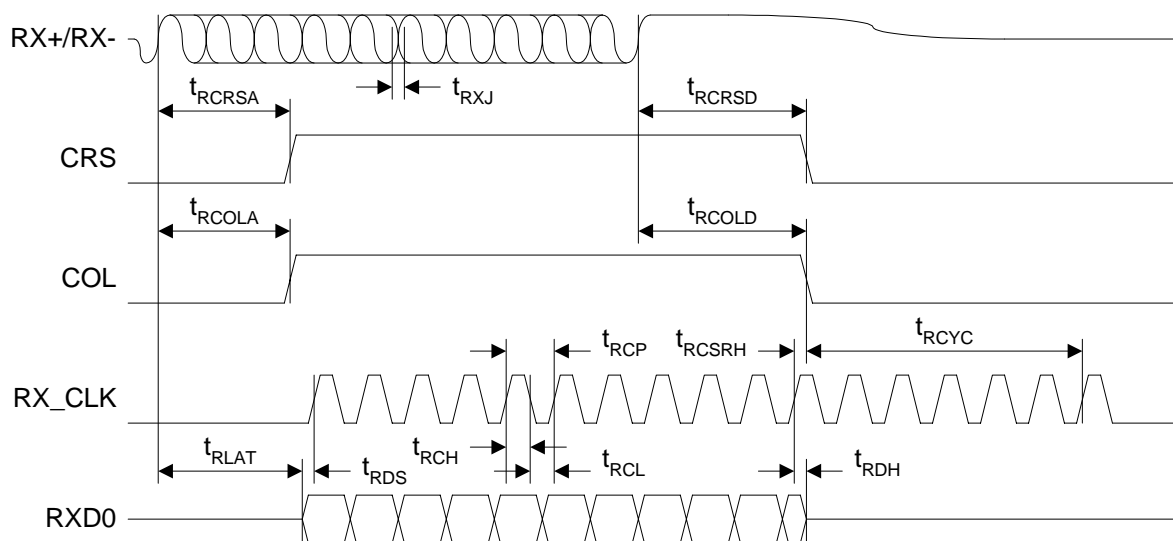 RX+/RX-
tRCRSA
tRXJ
tRCRSD
CRS
tRCOLA
tRCOLD
COL
tRCP
tRCSRH
tRCYC
RX_CLK
tRLAT
tRDS
tRCH
tRCL
tRDH
RXD0